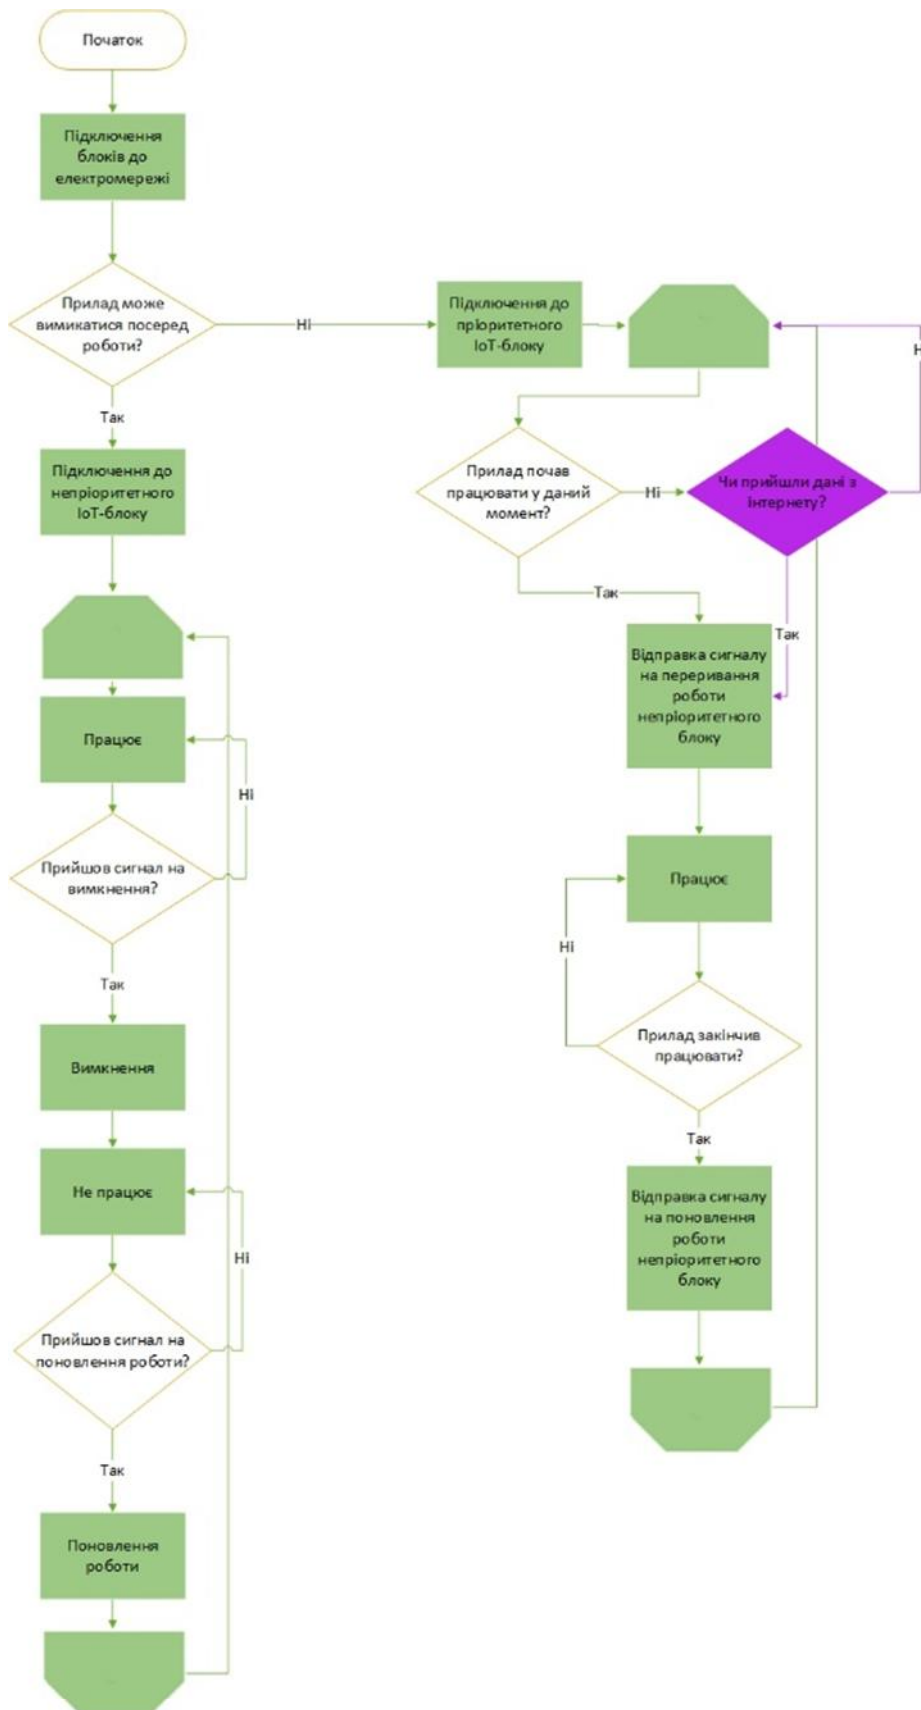 Початок
Підключення
блоків до
електромережі
Прилад може
вимикатися посеред
роботи?
Ні
Підключення до
пріоритетного
ІоТ-блоку
Так
Підключення до
непріоритетного
ІоТ-блоку
Прилад почав
працювати у даний
момент?
Ні
Чи прийшли дані з
інтернету?
Так
Так
Відправка сигналу
на переривання
роботи
непріоритетного
блоку
Працює
Ні
Прийшов сигнал на
вимкнення?
Працює
Ні
Так
Прилад закінчив
працювати?
Вимкнення
Так
Не працює
Ні
Відправка сигналу
на поновлення
роботи
непріоритетного
блоку
Прийшов сигнал на
поновлення роботи?
Так
Поновлення
роботи